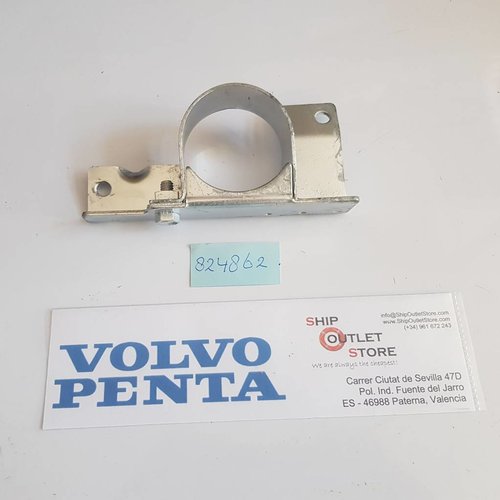 824862
VOLVO
PENTA
SHIP
OUTLET
STORE
We are always the cheapest!
info@ShipOutletStore.com
www.ShipOutletStore.com
(+34) 961 672 243
Carrer Ciutat de Sevilla 47D
Pol. Ind. Fuente del Jarro
ES - 46988 Paterna, Valencia